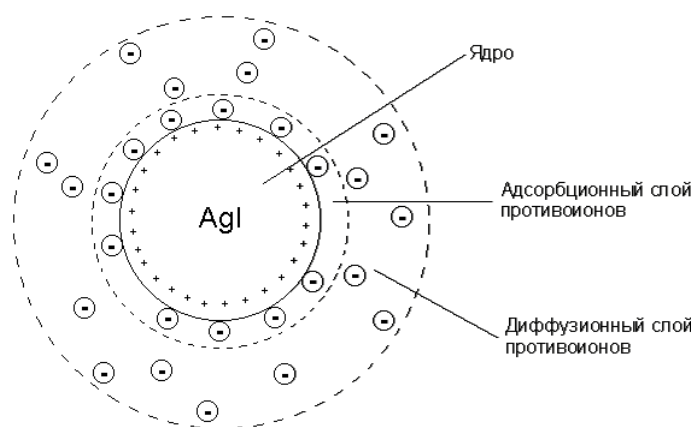 Ядро
AgI
Адсорбционный слой
противоионов
Диффузионный слой
противоионов